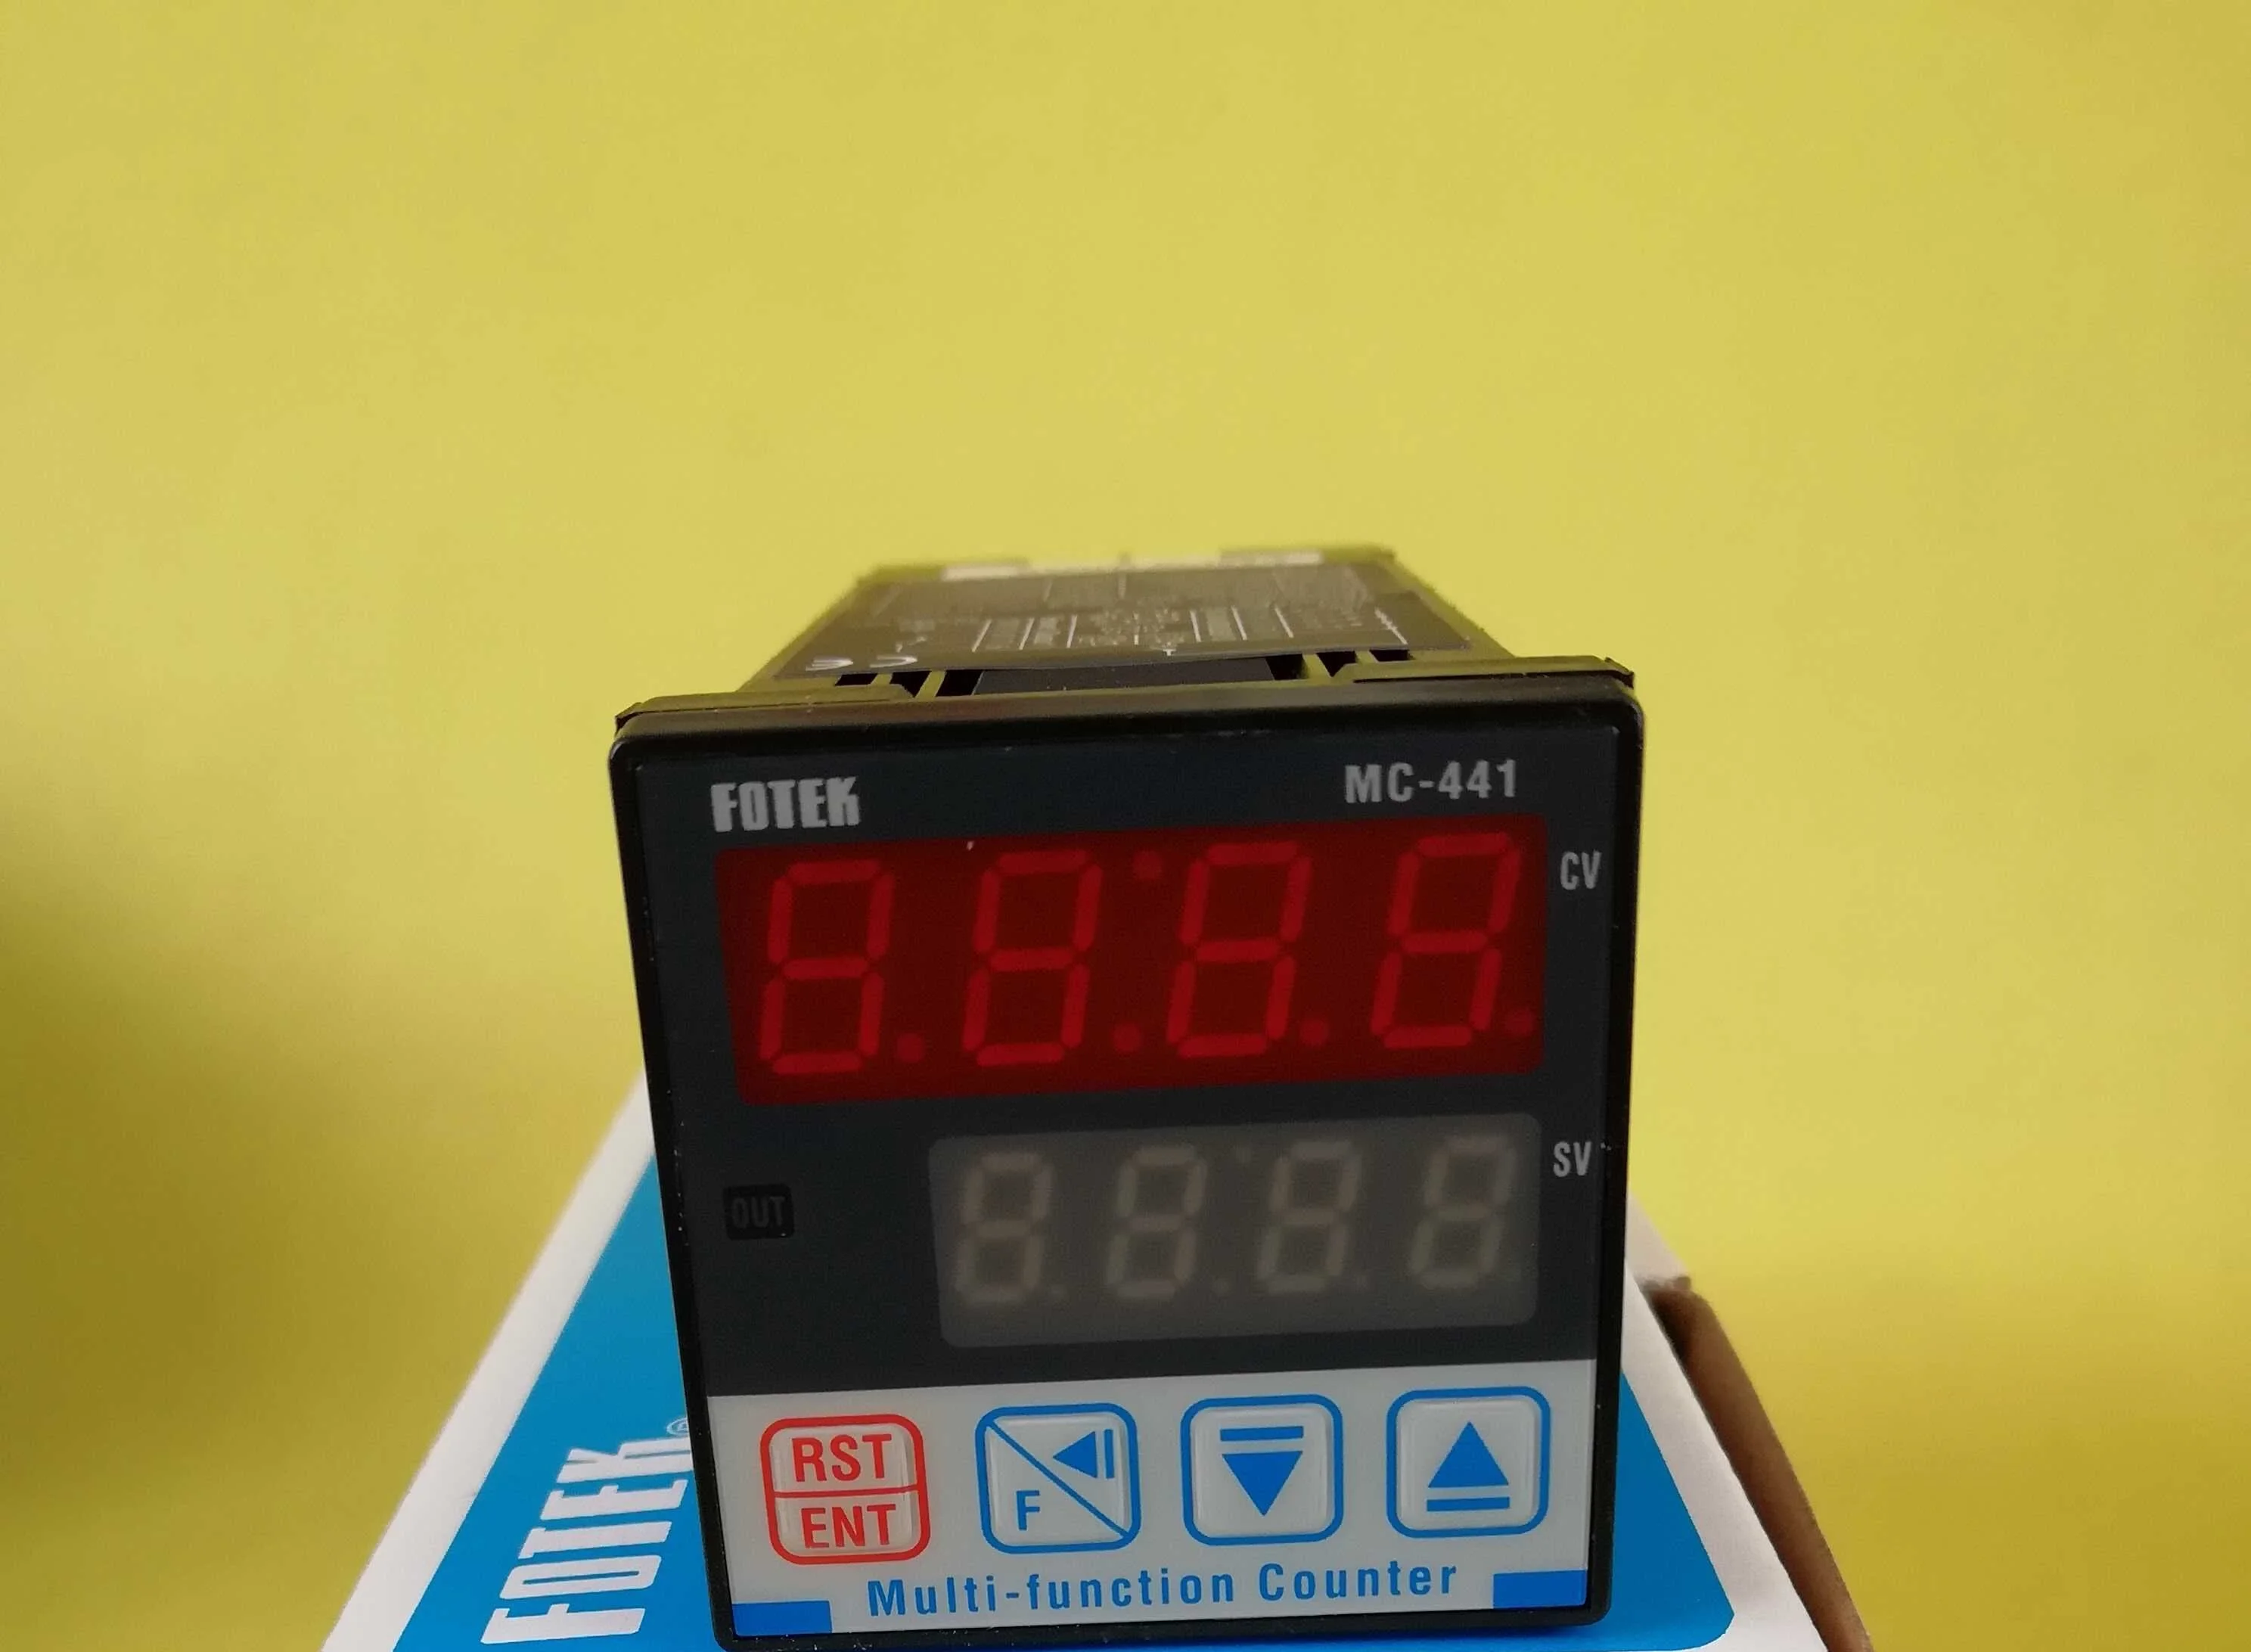 FOTEK
MC-441
CV
SV
OUT
RST
ENT
F
Multi-function Counter
FOTEK®